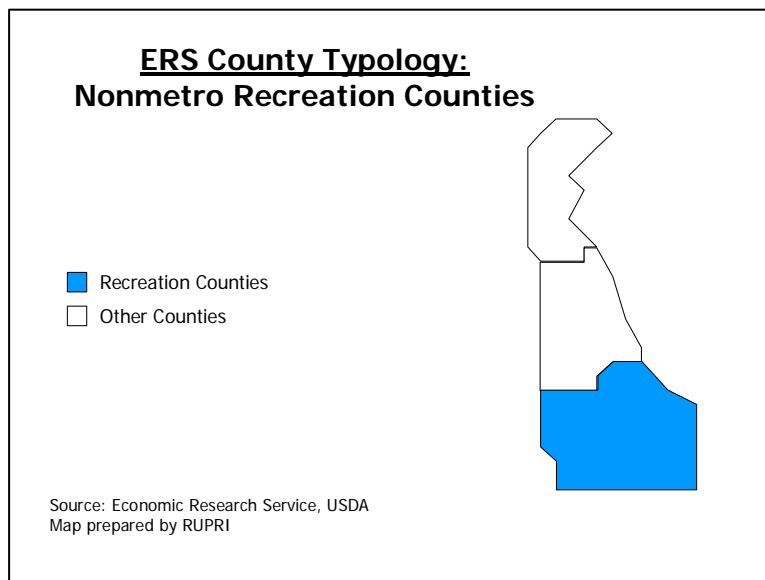 ERS County Typology:
Nonmetro Recreation Counties
Recreation Counties
Other Counties
Source: Economic Research Service, USDA
Map prepared by RUPRI